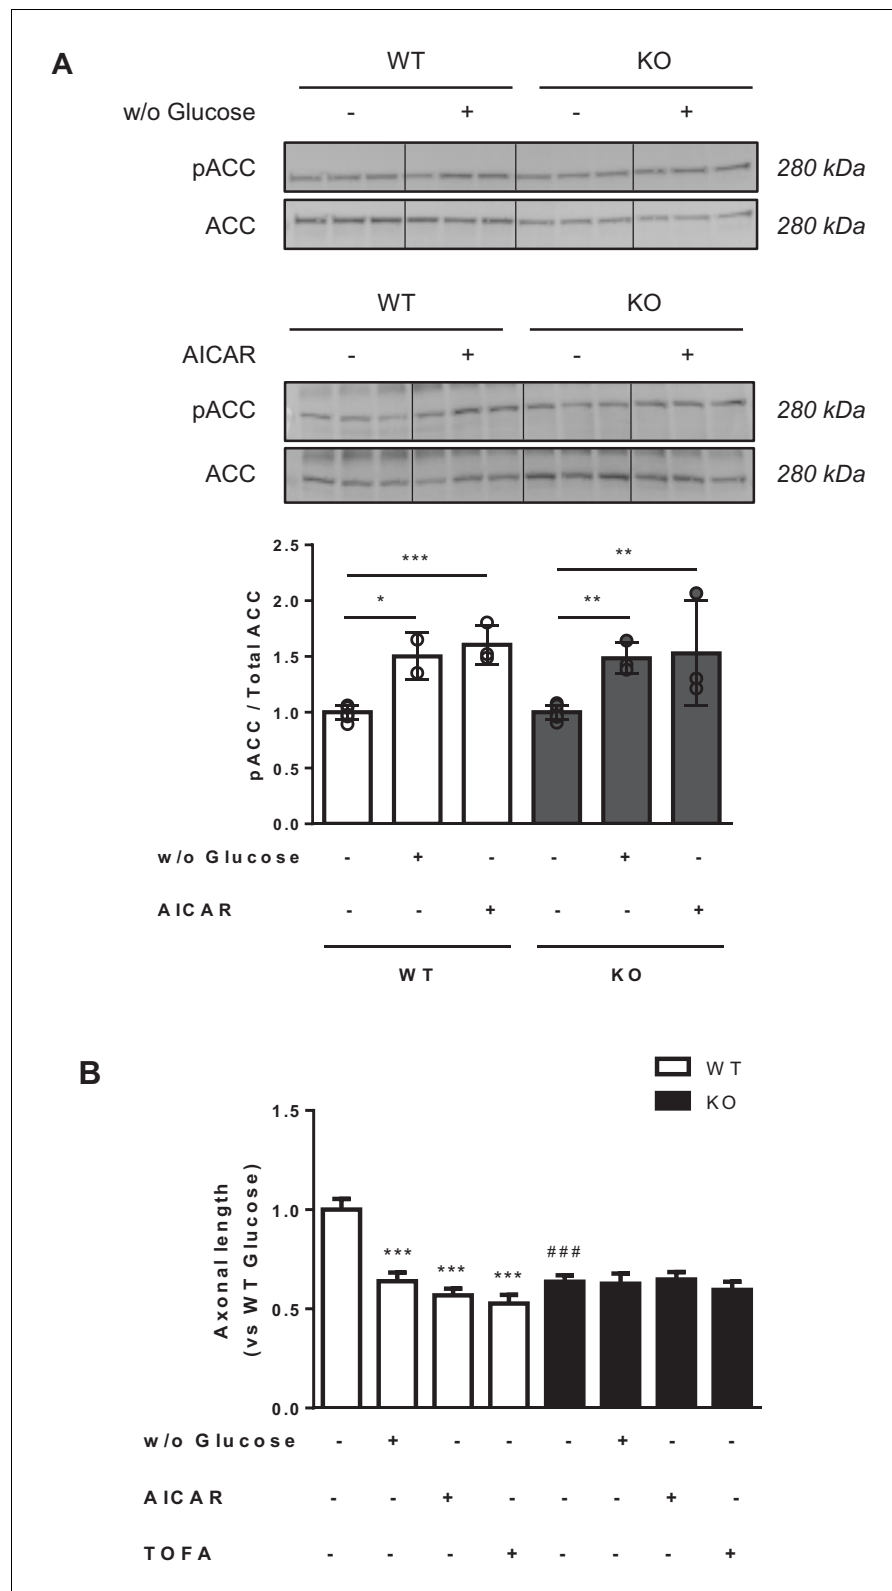 A
WT KO
w/o Glucose - + - +
pACC 280 kDa
ACC 280 kDa
WT KO
AICAR - + - +
pACC 280 kDa
ACC 280 kDa
2.5
2.0
1.5
1.0
0.5
0.0
pACC / Total ACC
*** **
* **
w/o Glucose - + - - + -
AICAR - - + - - +
WT KO
B
WT
KO
1.5
1.0
0.5
0.0
Axonal length
(vs WT Glucose)
*** *** *** ###
w/o Glucose - + - - - + - -
AICAR - - + - - - + -
TOFA - - - + - - - +